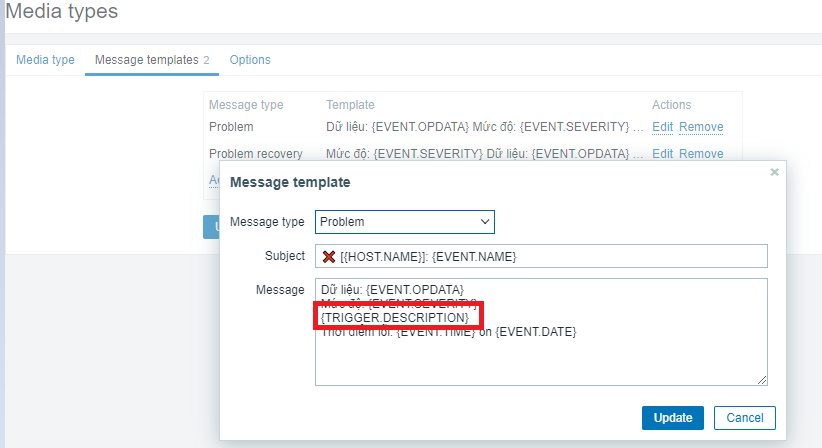 Media types
Media type Message templates 2 Options
Message type Template Actions
Problem Dữ liệu: {EVENT.OPDATA} Mức độ: {EVENT.SEVERITY} ... Edit Remove
Problem recovery Mức độ: {EVENT.SEVERITY} Dữ liệu: {EVENT.OPDATA} ... Edit Remove
Message template
Message type Problem
Subject ❌ [{HOST.NAME}]: {EVENT.NAME}
Message
Dữ liệu: {EVENT.OPDATA}
Mức độ: {EVENT.SEVERITY}
{TRIGGER.DESCRIPTION}
Thời điểm lỗi: {EVENT.TIME} on {EVENT.DATE}
Update Cancel